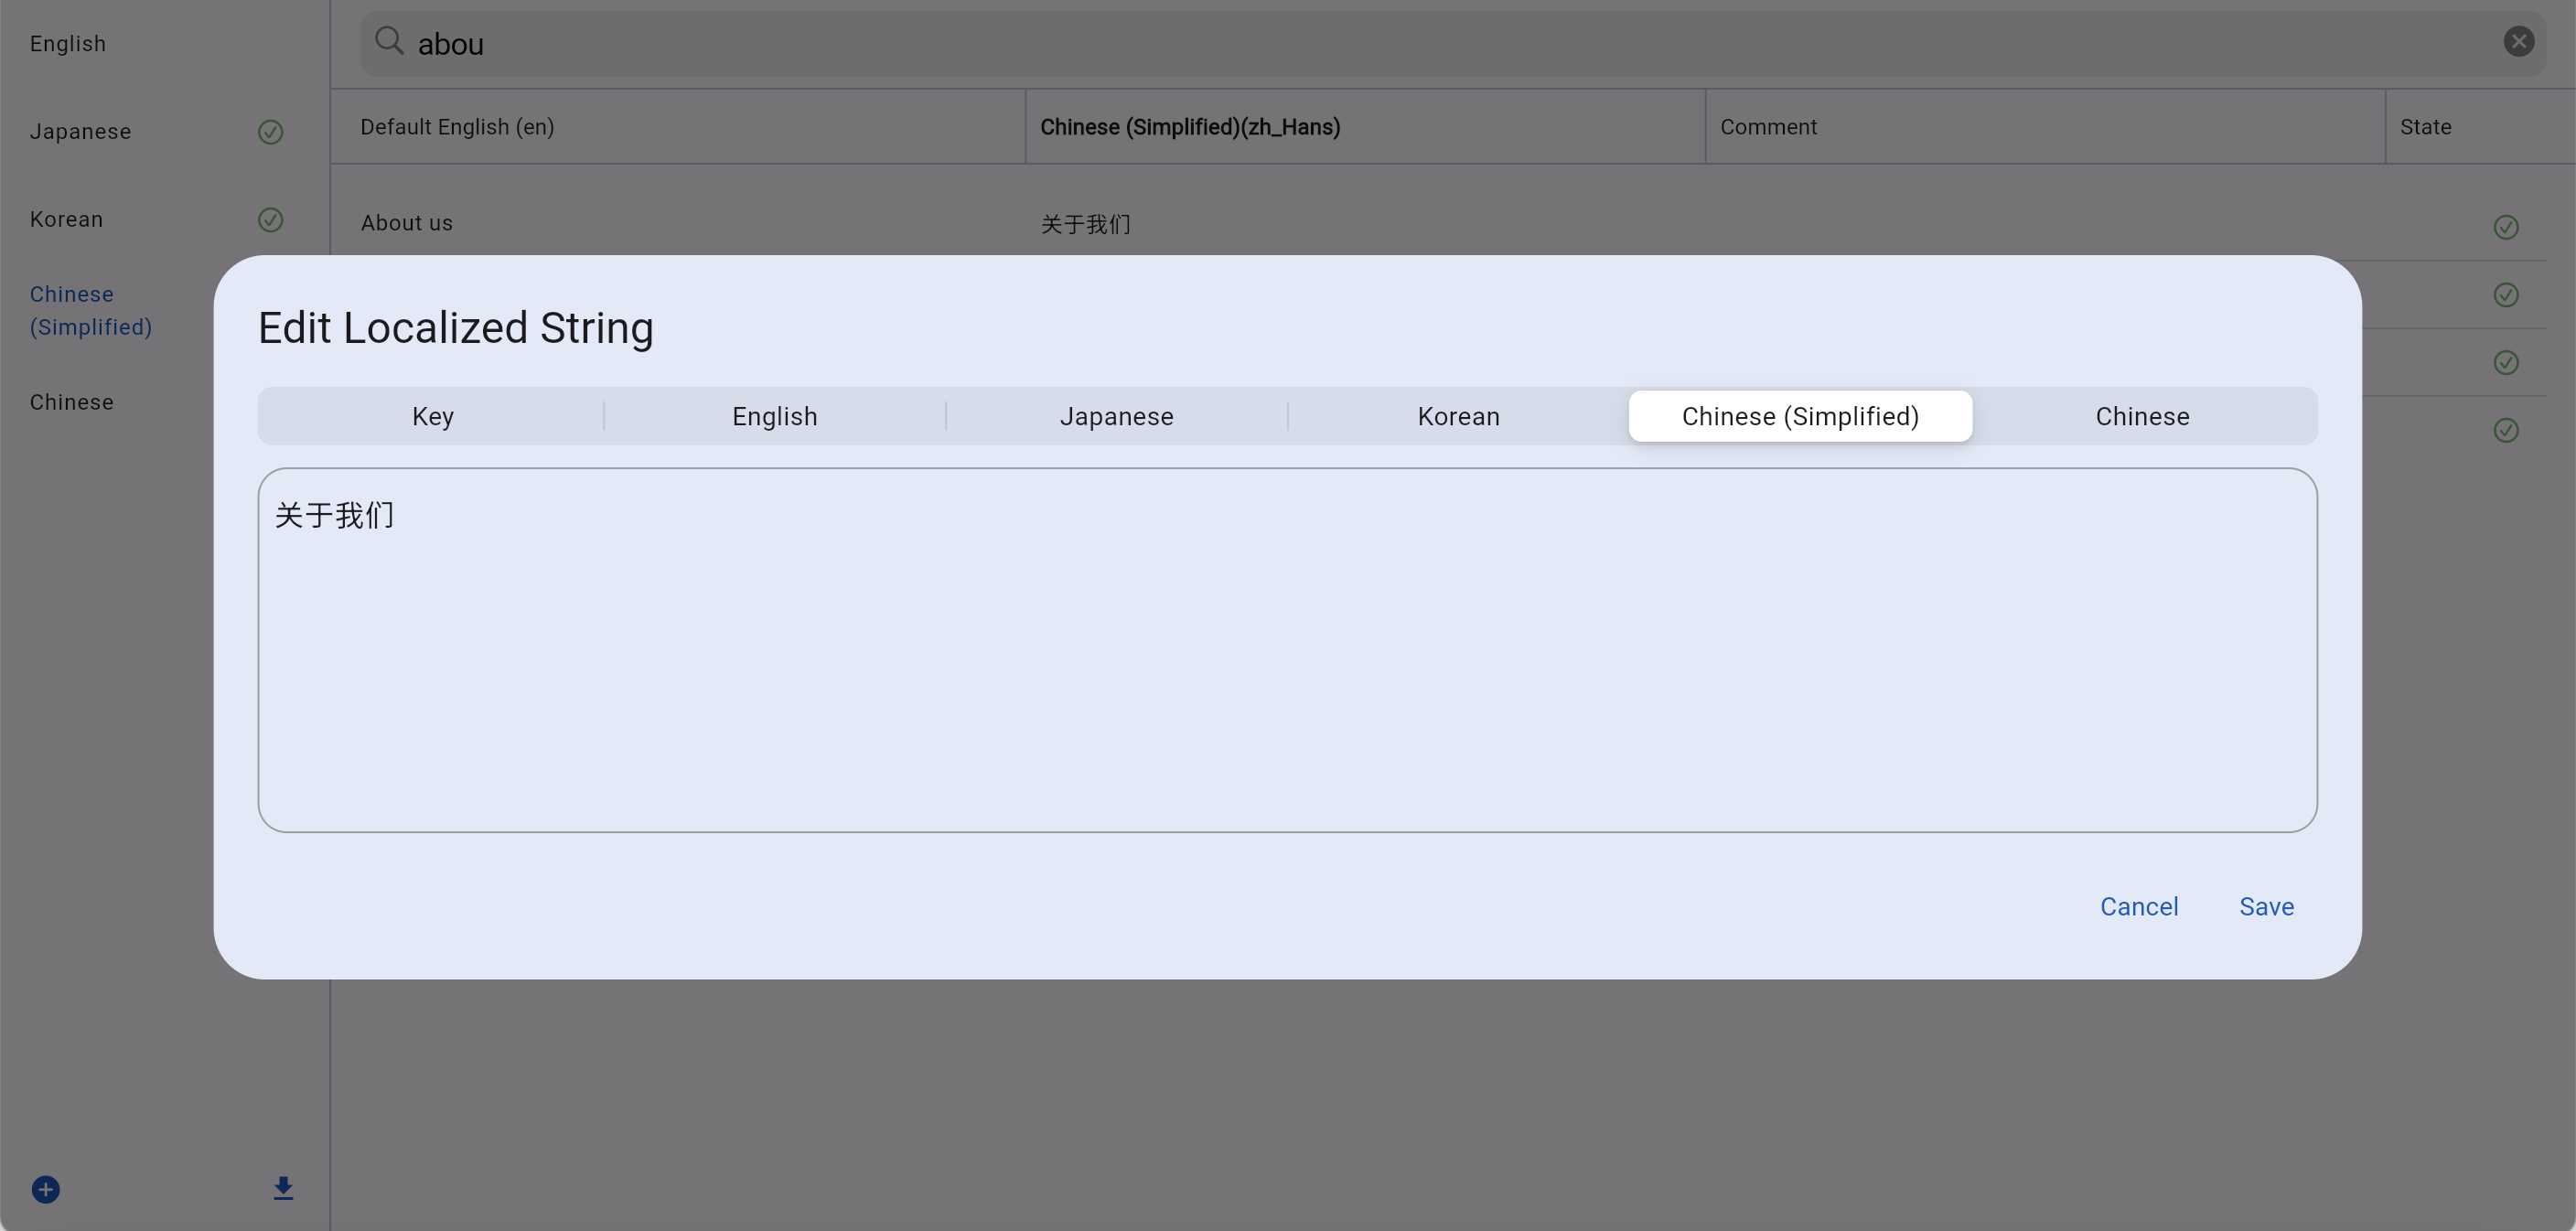 English
Japanese
Korean
Chinese
(Simplified)
Chinese
abou
Default English (en)
Chinese (Simplified)(zh_Hans)
Comment
State
About us
关于我们
Edit Localized String
Key
English
Japanese
Korean
Chinese (Simplified)
Chinese
关于我们
Cancel
Save